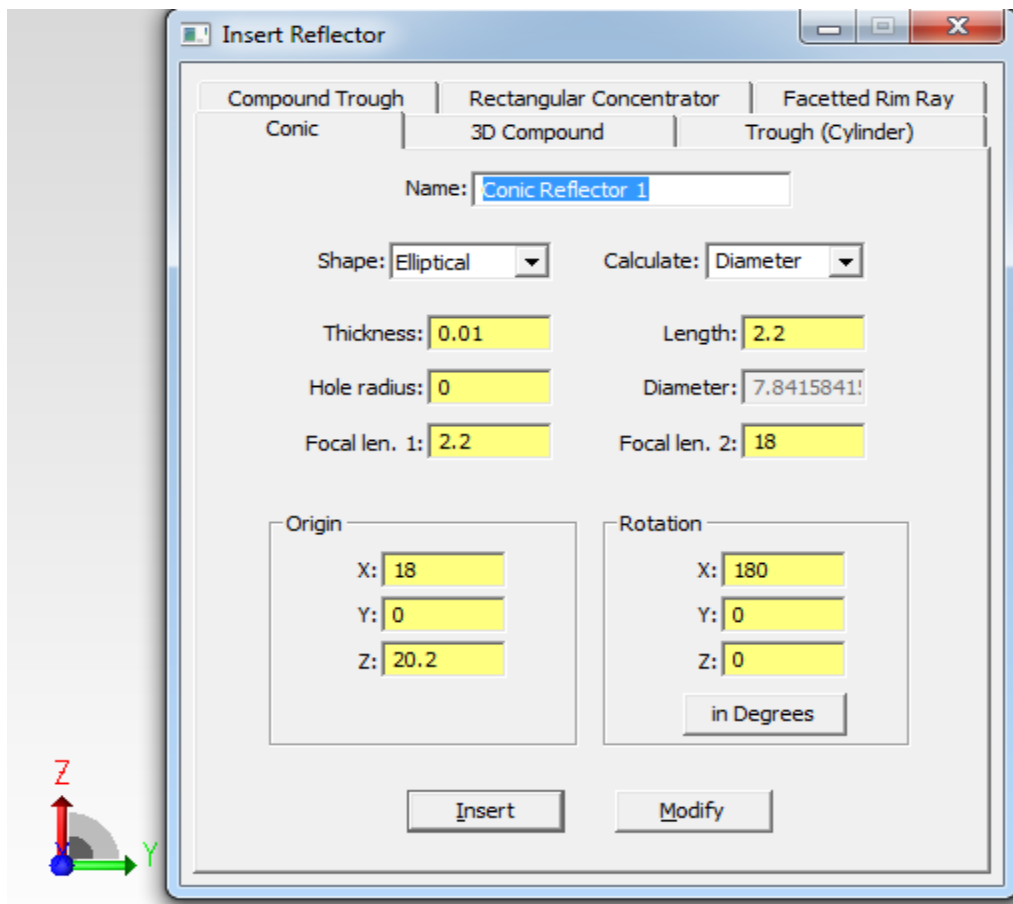 Insert Reflector
Compound Trough Rectangular Concentrator Facetted Rim Ray
Conic 3D Compound Trough (Cylinder)
Name: Conic Reflector 1
Shape: Elliptical Calculate: Diameter
Thickness: 0.01 Length: 2.2
Hole radius: 0 Diameter: 7.8415841
Focal len. 1: 2.2 Focal len. 2: 18
Origin Rotation
X: 18 X: 180
Y: 0 Y: 0
Z: 20.2 Z: 0
in Degrees
Insert Modify
Z
Y